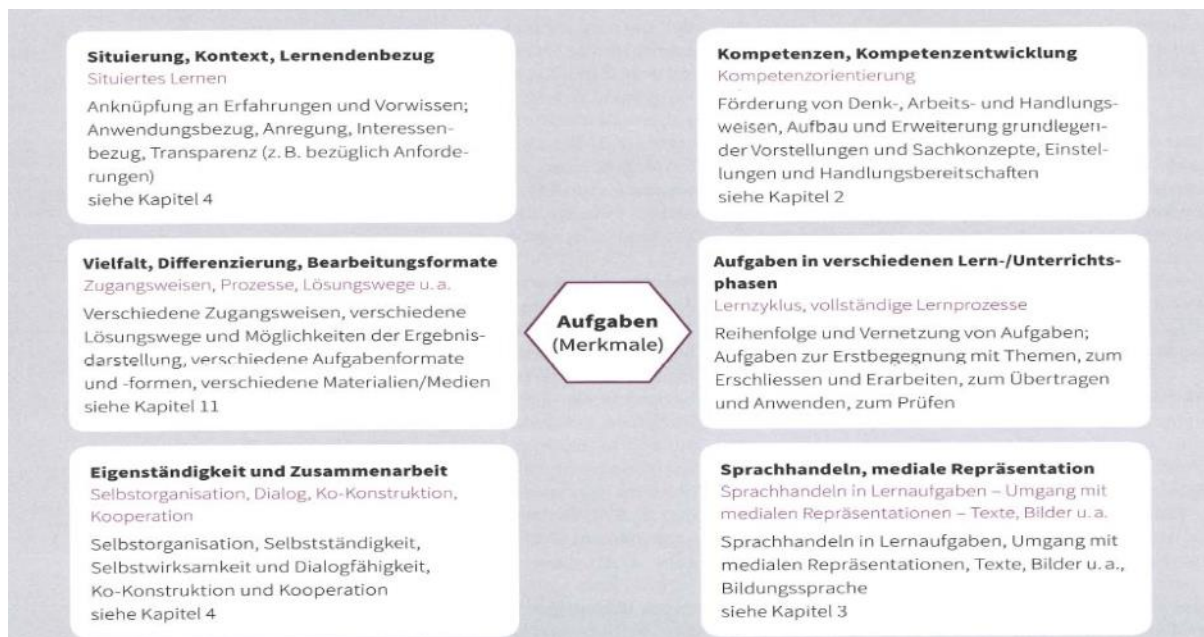 Situierung, Kontext, Lernendenbezug
Situiertes Lernen
Anknüpfung an Erfahrungen und Vorwissen;
Anwendungsbezug, Anregung, Interessen-
bezug, Transparenz (z. B. bezüglich Anforde-
rungen)
siehe Kapitel 4
Kompetenzen, Kompetenzentwicklung
Kompetenzorientierung
Förderung von Denk-, Arbeits- und Handlungs-
weisen, Aufbau und Erweiterung grundlegen-
der Vorstellungen und Sachkonzepte, Einstel-
lungen und Handlungsbereitschaften
siehe Kapitel 2
Vielfalt, Differenzierung, Bearbeitungsformate
Zugangsweisen, Prozesse, Lösungswege u. a.
Verschiedene Zugangsweisen, verschiedene
Lösungswege und Möglichkeiten der Ergebnis-
darstellung, verschiedene Aufgabenformate
und -formen, verschiedene Materialien/Medien
siehe Kapitel 11
Aufgaben
(Merkmale)
Aufgaben in verschiedenen Lern-/Unterrichts-
phasen
Lernzyklus, vollständige Lernprozesse
Reihenfolge und Vernetzung von Aufgaben;
Aufgaben zur Erstbegegnung mit Themen, zum
Erschliessen und Erarbeiten, zum Übertragen
und Anwenden, zum Prüfen
Eigenständigkeit und Zusammenarbeit
Selbstorganisation, Dialog, Ko-Konstruktion,
Kooperation
Selbstorganisation, Selbstständigkeit,
Selbstwirksamkeit und Dialogfähigkeit,
Ko-Konstruktion und Kooperation
siehe Kapitel 4
Sprachhandeln, mediale Repräsentation
Sprachhandeln in Lernaufgaben – Umgang mit
medialen Repräsentationen – Texte, Bilder u. a.
Sprachhandeln in Lernaufgaben, Umgang mit
medialen Repräsentationen, Texte, Bilder u. a.,
Bildungssprache
siehe Kapitel 3